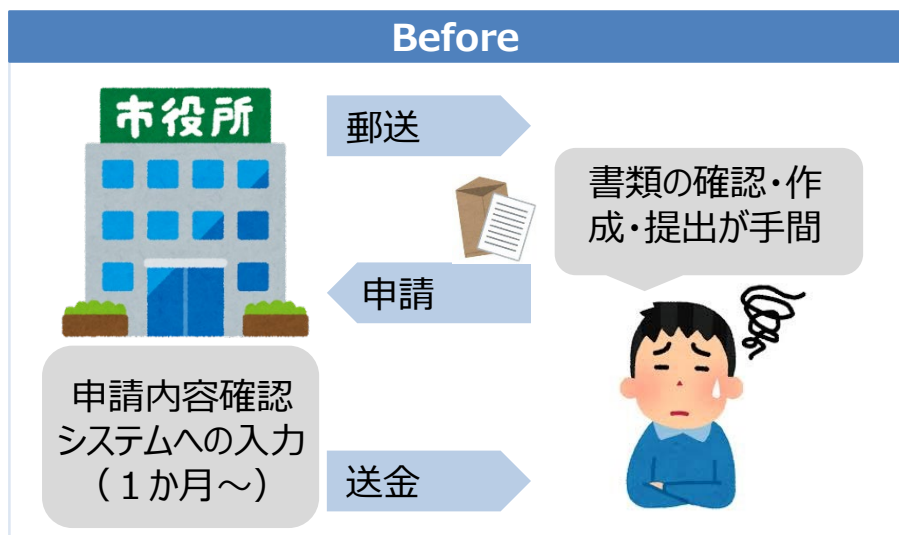 Before
市役所
郵送
書類の確認・作
成・提出が手間
申請
申請内容確認
システムへの入力
（１か月～）
送金